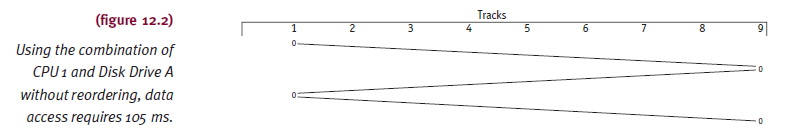 (figure 12.2)
Using the combination of
CPU 1 and Disk Drive A
without reordering, data
access requires 105 ms.
Tracks
1 2 3 4 5 6 7 8 9
0
0
0
0